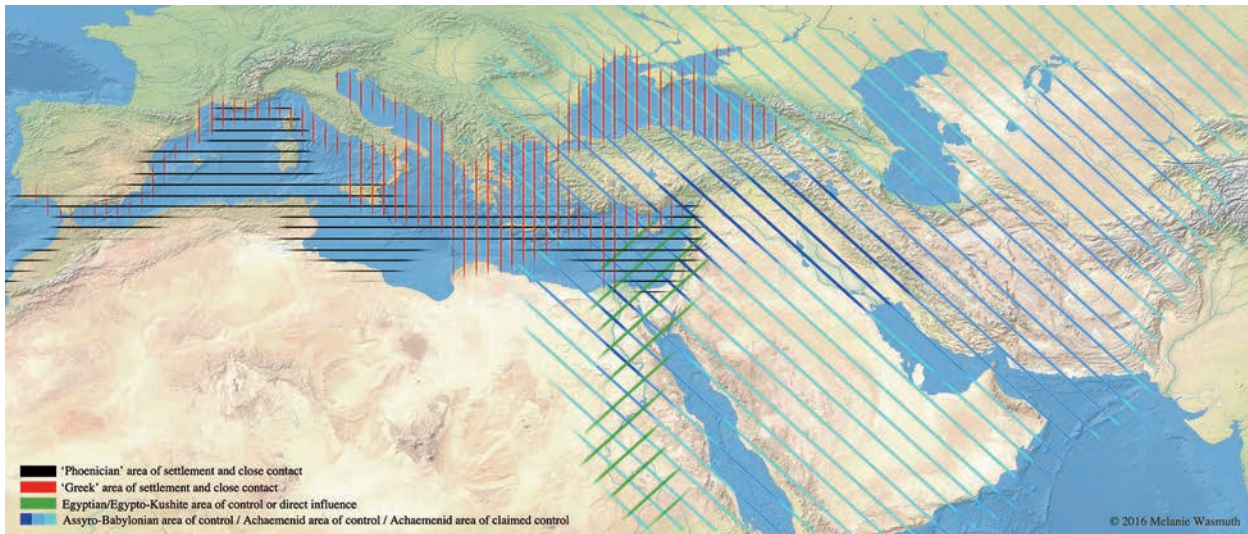 'Phoenician' area of settlement and close contact
'Greek' area of settlement and close contact
Egyptian/Egypto-Kushite area of control or direct influence
Assyro-Babylonian area of control / Achaemenid area of control / Achaemenid area of claimed control
© 2016 Melanie Wasmuth